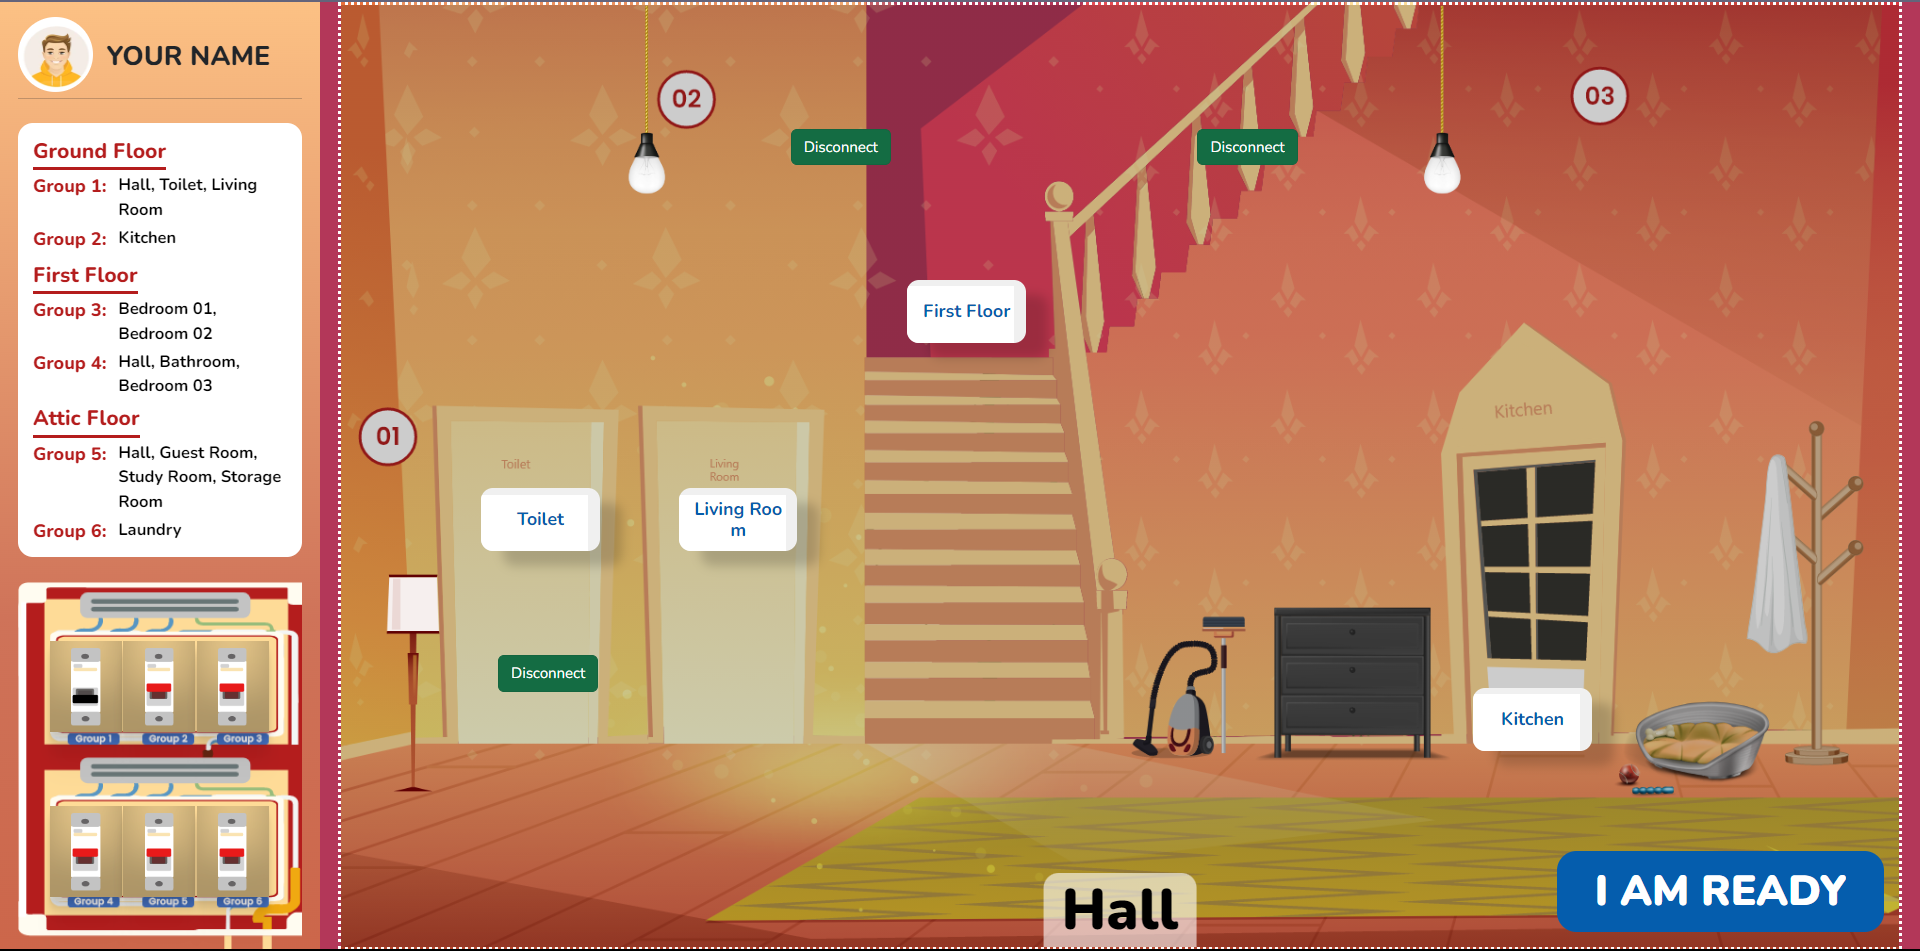 YOUR NAME
Ground Floor
Group 1: Hall, Toilet, Living
Room
Group 2: Kitchen
First Floor
Group 3: Bedroom 01,
Bedroom 02
Group 4: Hall, Bathroom,
Bedroom 03
Attic Floor
Group 5: Hall, Guest Room,
Study Room, Storage
Room
Group 6: Laundry
Group 1 Group 2 Group 3
Group 4 Group 5 Group 6
02
03
Disconnect
Disconnect
First Floor
Kitchen
01
Toilet
Living
Room
Toilet
Living Roo
m
Disconnect
Kitchen
I AM READY
Hall